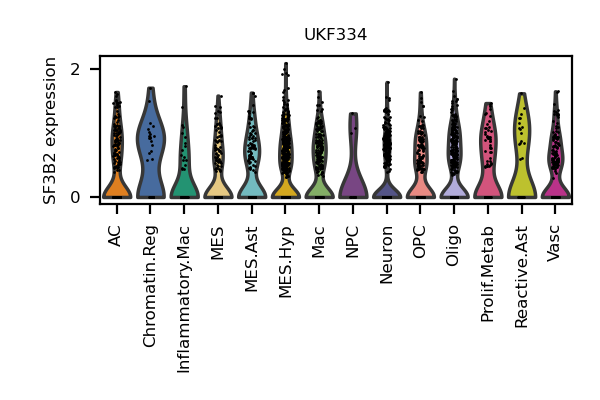 UKF334
SF3B2 expression
2
0
AC
Chromatin.Reg
Inflammatory.Mac
MES
MES.Ast
MES.Hyp
Mac
NPC
Neuron
OPC
Oligo
Prolif.Metab
Reactive.Ast
Vasc